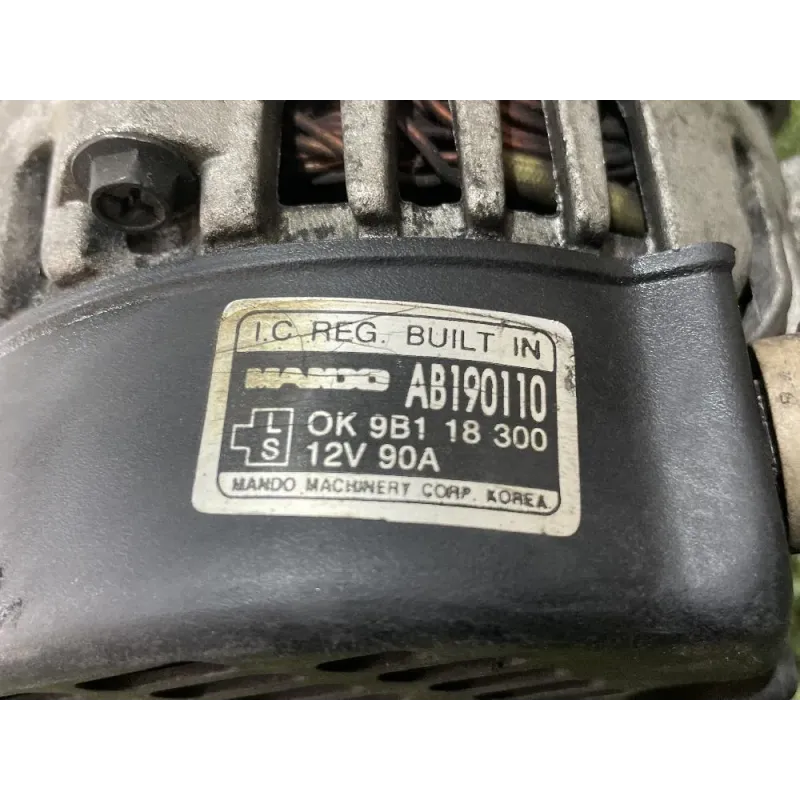 I.C REG. BUILT IN
MANDO AB190110
L OK 9B1 18 300
S 12V 90A
MANDO MACHINERY CORP. KOREA